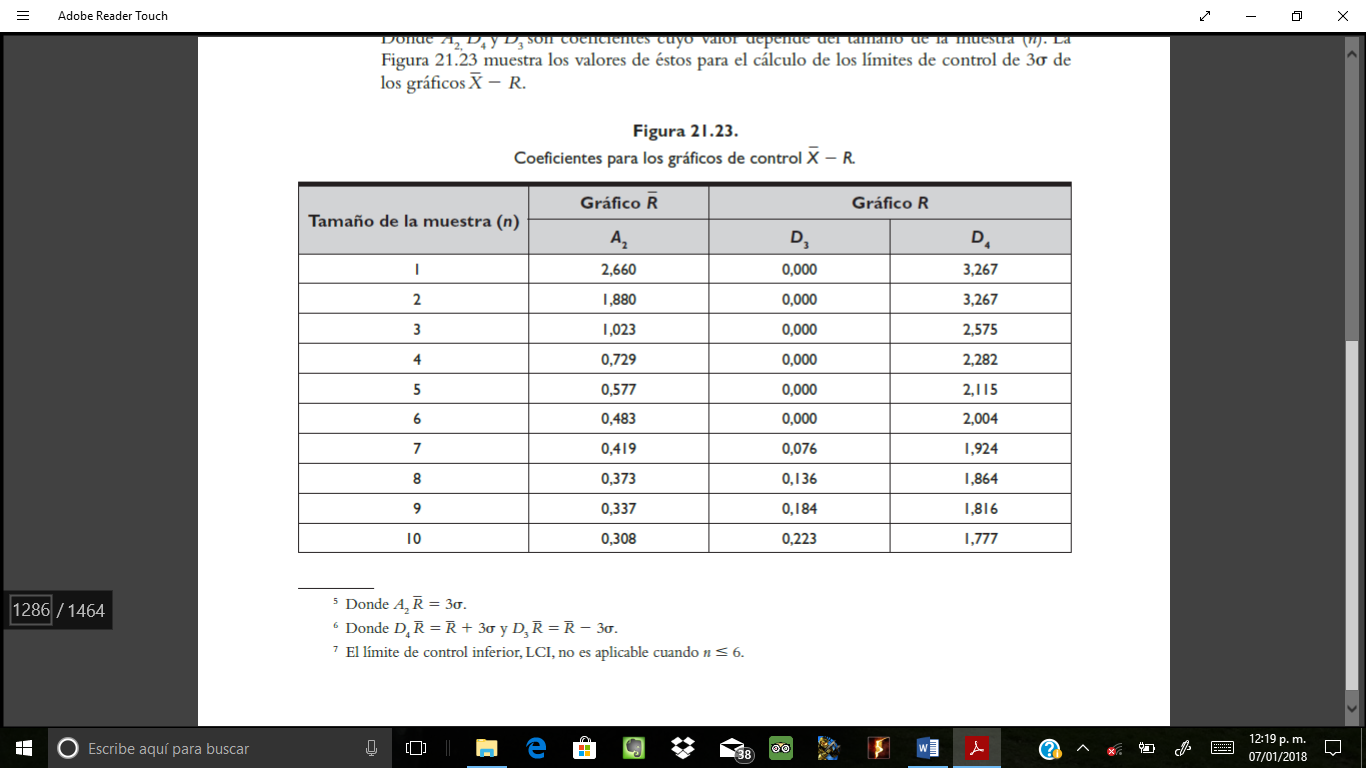 Adobe Reader Touch
Donde A2, D4 y D3 son coeficientes cuyo valor depende del tamaño de la muestra (n). La
Figura 21.23 muestra los valores de éstos para el cálculo de los límites de control de 3σ de
los gráficos X̅ − R.
Figura 21.23.
Coeficientes para los gráficos de control X̅ − R.
Tamaño de la muestra (n) Gráfico R̅ Gráfico R
A2 D3 D4
1 2,660 0,000 3,267
2 1,880 0,000 3,267
3 1,023 0,000 2,575
4 0,729 0,000 2,282
5 0,577 0,000 2,115
6 0,483 0,000 2,004
7 0,419 0,076 1,924
8 0,373 0,136 1,864
9 0,337 0,184 1,816
10 0,308 0,223 1,777
5 Donde A2 R̅ = 3σ.
6 Donde D4 R̅ = R̅ + 3σ y D3 R̅ = R̅ − 3σ.
7 El límite de control inferior, LCI, no es aplicable cuando n ≤ 6.
1286 / 1464
Escribe aquí para buscar
38
12:19 p. m.
07/01/2018